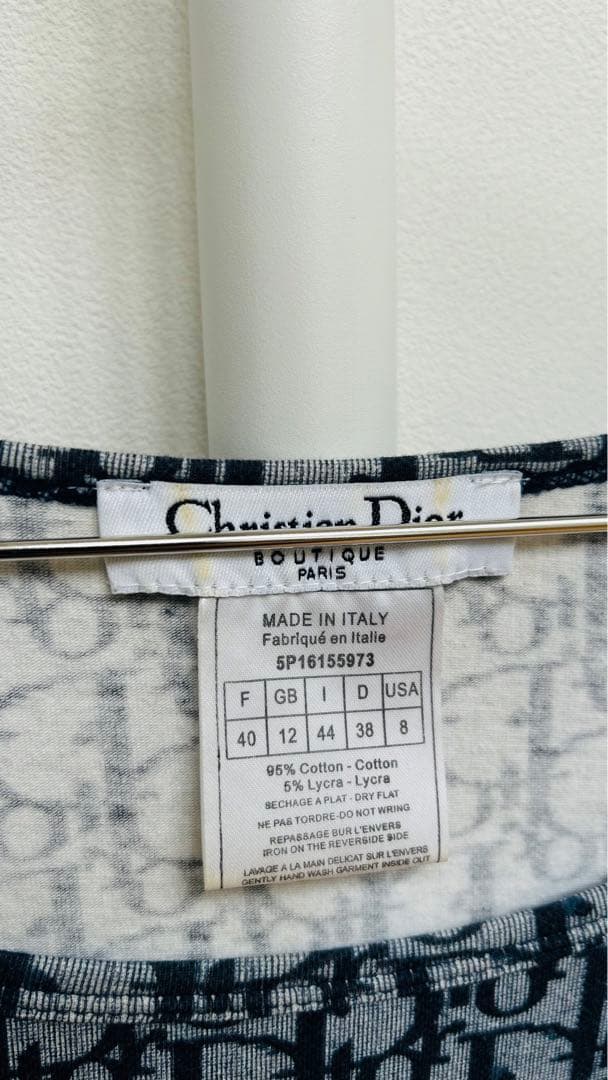 Christian Dior
BOUTIQUE
PARIS
MADE IN ITALY
Fabriqué en Italie
5P16155973
F GB I D USA
40 12 44 38 8
95% Cotton - Cotton
5% Lycra - Lycra
SECHAGE A PLAT - DRY FLAT
NE PAS TORDRE-DO NOT WRING
REPASSAGE BUR L'ENVERS
IRON ON THE REVERSIDE SIDE
LAVAGE A LA MAIN DELICAT SUR L'ENVERS
GENTLY HAND WASH GARMENT INSIDE OUT